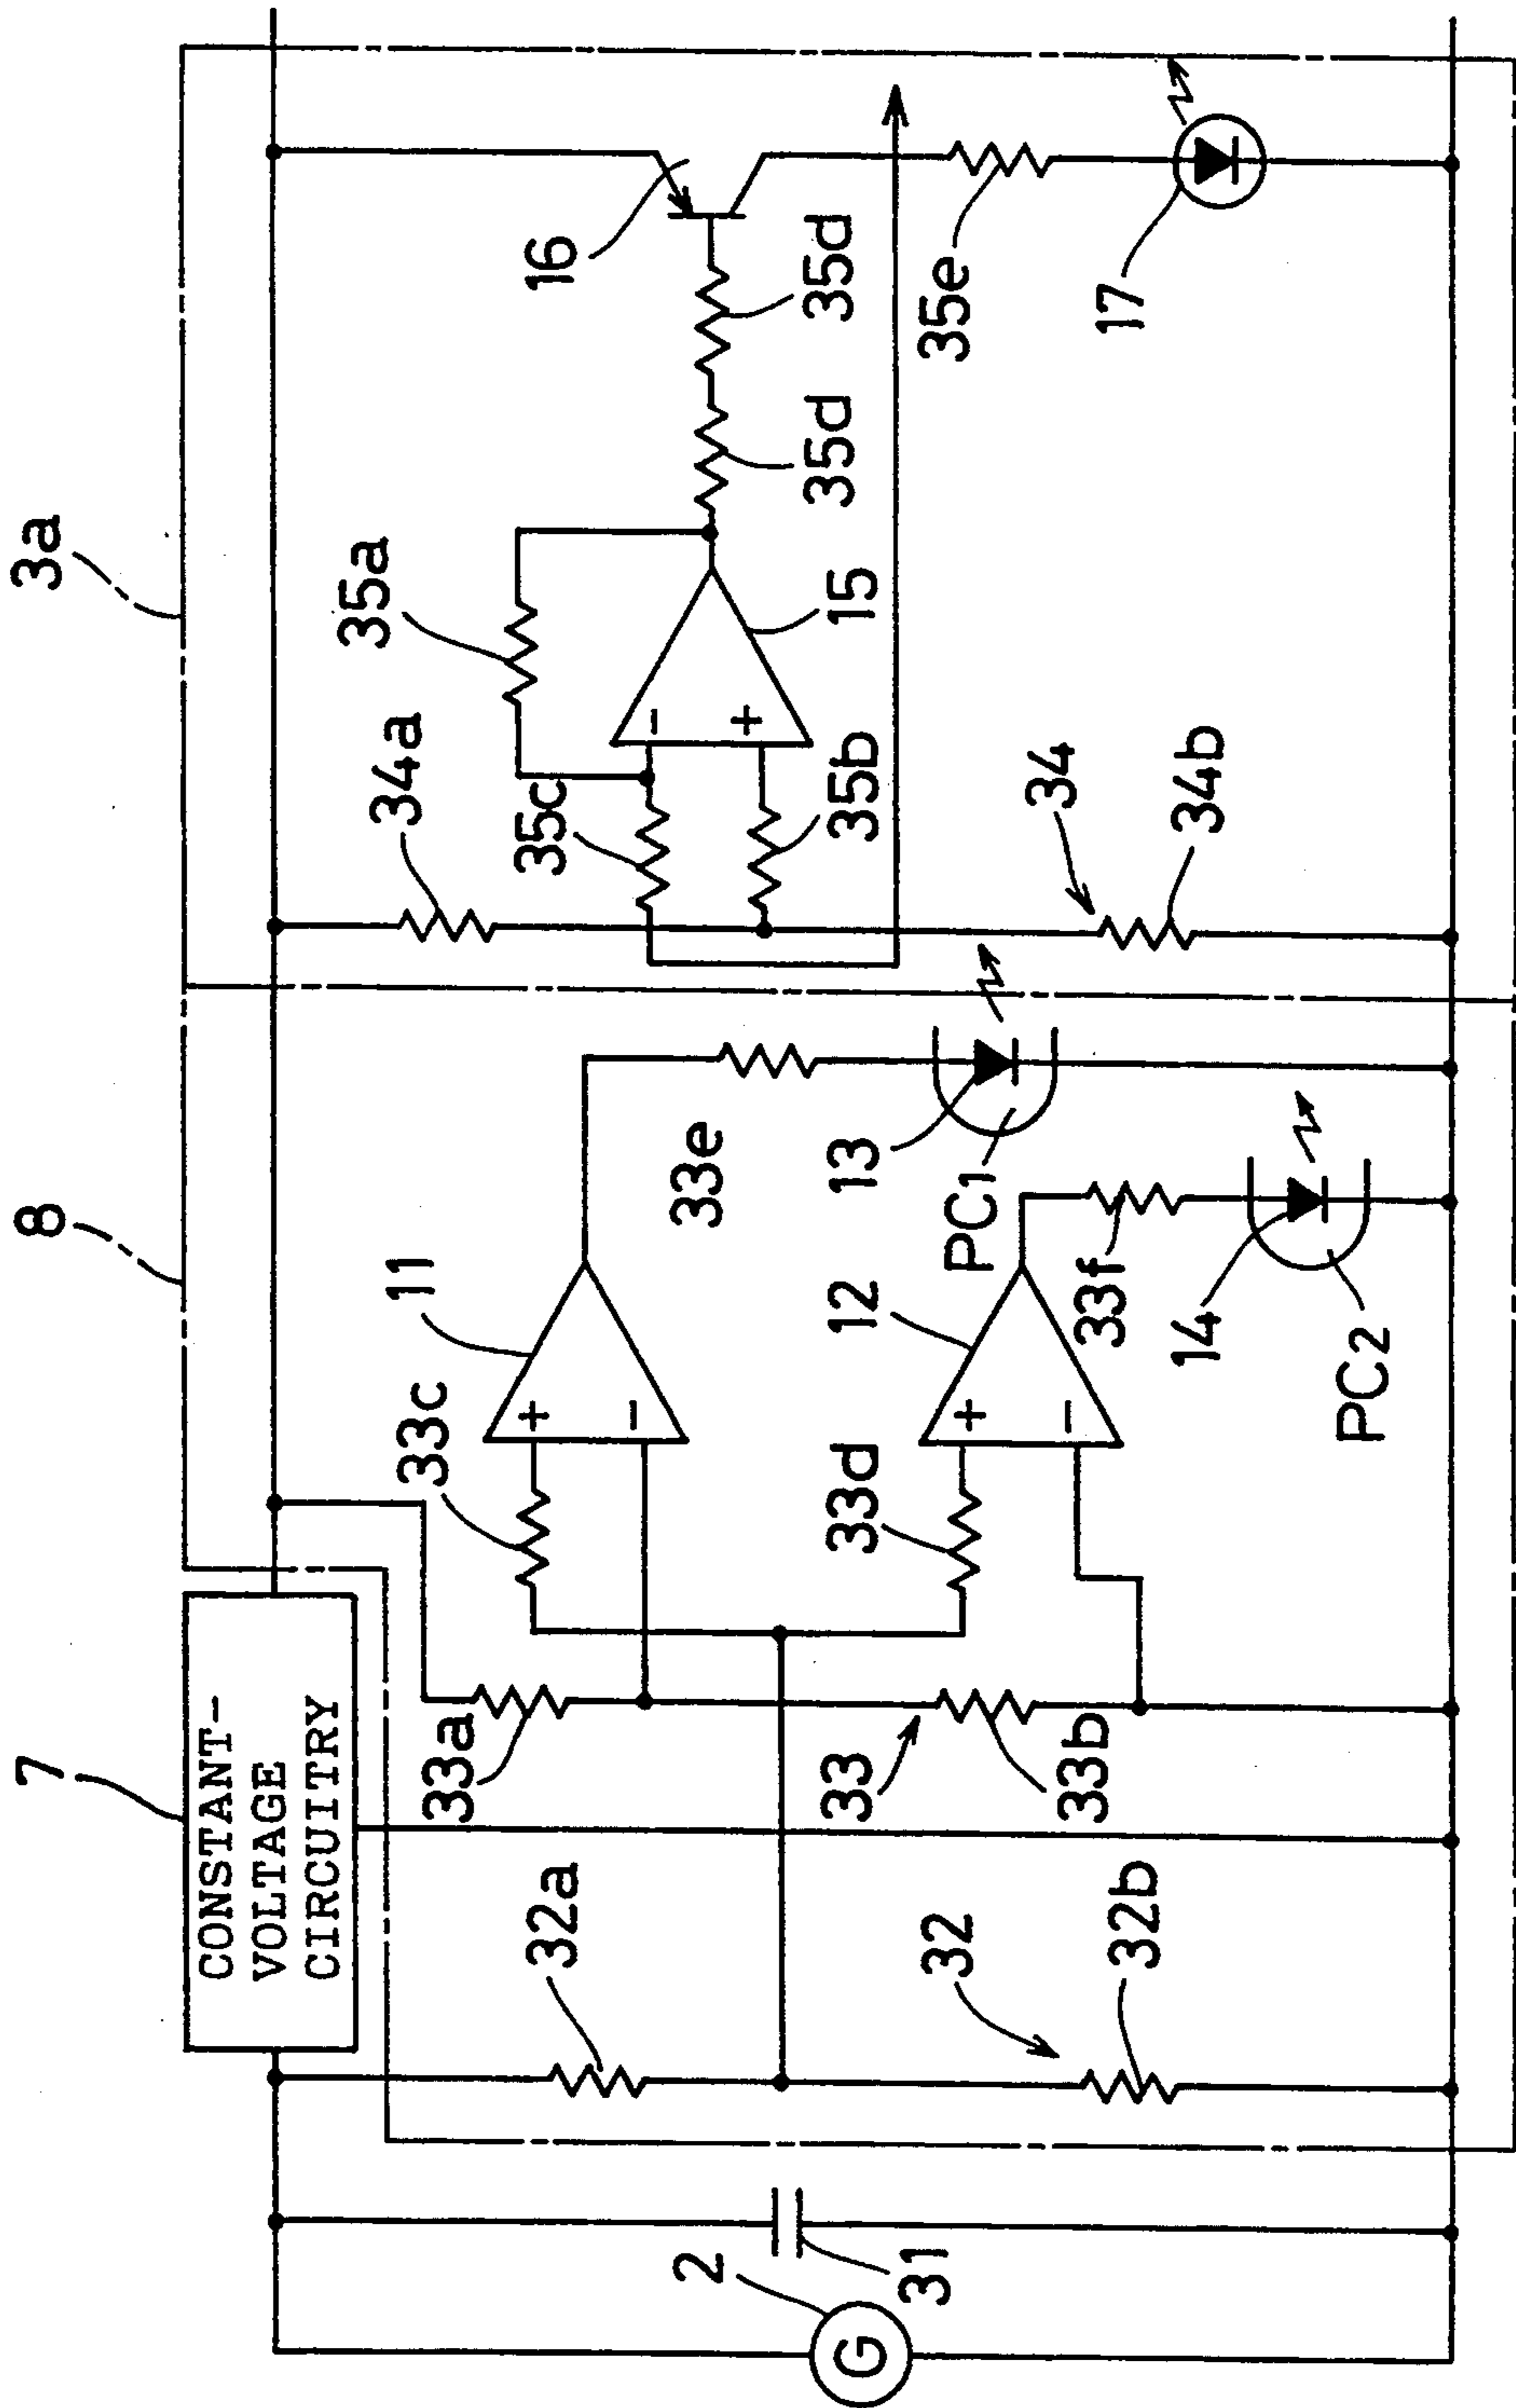 3a
8
7
CONSTANT-
VOLTAGE
CIRCUITRY
16
35d
35d
35a
15
-
+
34a
35c
35b
35e
17
34
34b
33e
13
PC1
11
12
33f
14
PC2
33c
+
-
33d
+
-
33a
33
33b
32a
32
32b
2
31
G